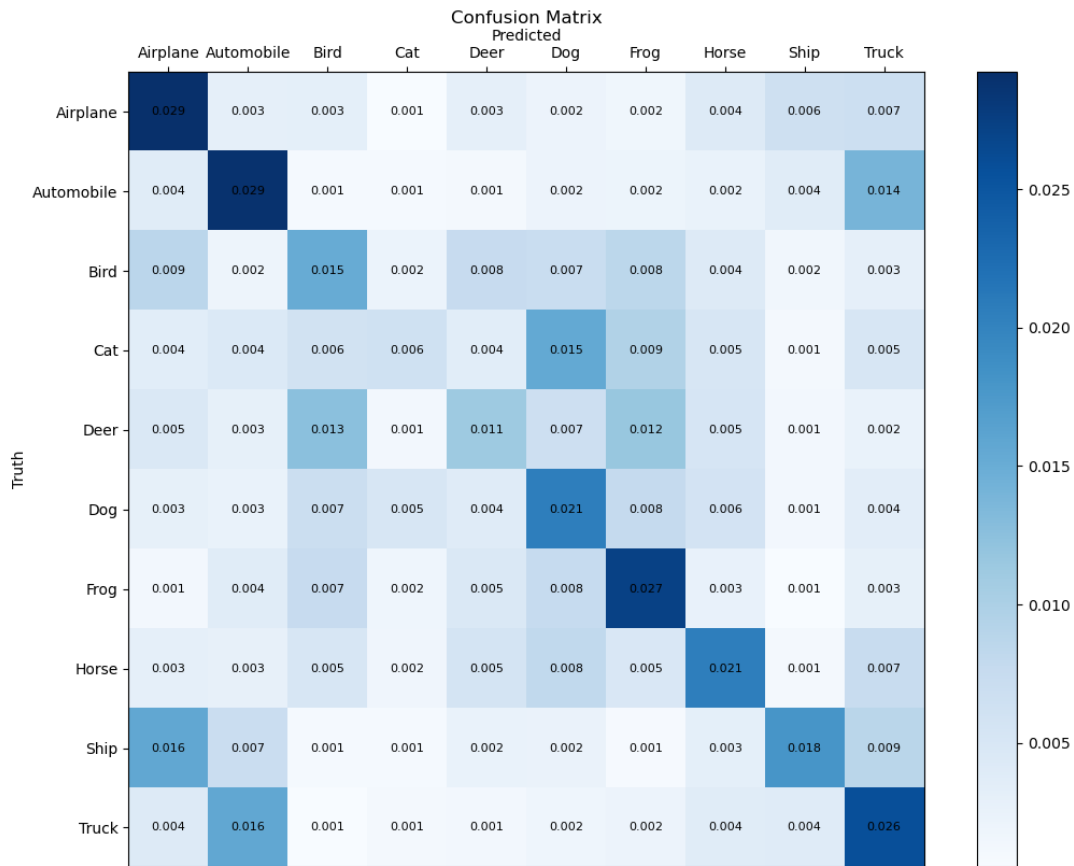 Confusion Matrix
Predicted
Airplane Automobile Bird Cat Deer Dog Frog Horse Ship Truck
Airplane 0.029 0.003 0.003 0.001 0.003 0.002 0.002 0.004 0.006 0.007
0.025
Automobile 0.004 0.029 0.001 0.001 0.001 0.002 0.002 0.002 0.004 0.014
Bird 0.009 0.002 0.015 0.002 0.008 0.007 0.008 0.004 0.002 0.003
0.020
Cat 0.004 0.004 0.006 0.006 0.004 0.015 0.009 0.005 0.001 0.005
Deer 0.005 0.003 0.013 0.001 0.011 0.007 0.012 0.005 0.001 0.002
Truth
0.015
Dog 0.003 0.003 0.007 0.005 0.004 0.021 0.008 0.006 0.001 0.004
Frog 0.001 0.004 0.007 0.002 0.005 0.008 0.027 0.003 0.001 0.003
0.010
Horse 0.003 0.003 0.005 0.002 0.005 0.008 0.005 0.021 0.001 0.007
Ship 0.016 0.007 0.001 0.001 0.002 0.002 0.001 0.003 0.018 0.009
0.005
Truck 0.004 0.016 0.001 0.001 0.001 0.002 0.002 0.004 0.004 0.026